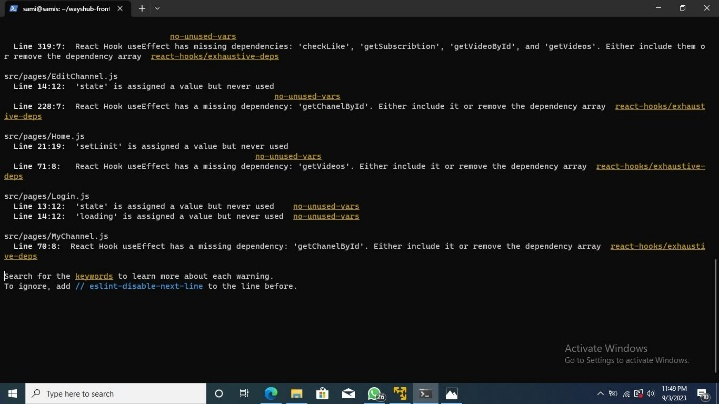 sami@samis: ~/wayshub-front
no-unused-vars
Line 319:7: React Hook useEffect has missing dependencies: 'checkLike', 'getSubscribtion', 'getVideoById', and 'getVideos'. Either include them o
r remove the dependency array react-hooks/exhaustive-deps
src/pages/EditChannel.js
Line 14:12: 'state' is assigned a value but never used
no-unused-vars
Line 228:7: React Hook useEffect has a missing dependency: 'getChanelById'. Either include it or remove the dependency array react-hooks/exhaust
ive-deps
src/pages/Home.js
Line 21:19: 'setLimit' is assigned a value but never used
no-unused-vars
Line 71:8: React Hook useEffect has a missing dependency: 'getVideos'. Either include it or remove the dependency array react-hooks/exhaustive-
deps
src/pages/Login.js
Line 13:12: 'state' is assigned a value but never used no-unused-vars
Line 14:12: 'loading' is assigned a value but never used no-unused-vars
src/pages/MyChannel.js
Line 70:8: React Hook useEffect has a missing dependency: 'getChanelById'. Either include it or remove the dependency array react-hooks/exhausti
ve-deps
Search for the keywords to learn more about each warning.
To ignore, add // eslint-disable-next-line to the line before.
Activate Windows
Go to Settings to activate Windows.
Type here to search
26
11:49 PM
9/3/2023